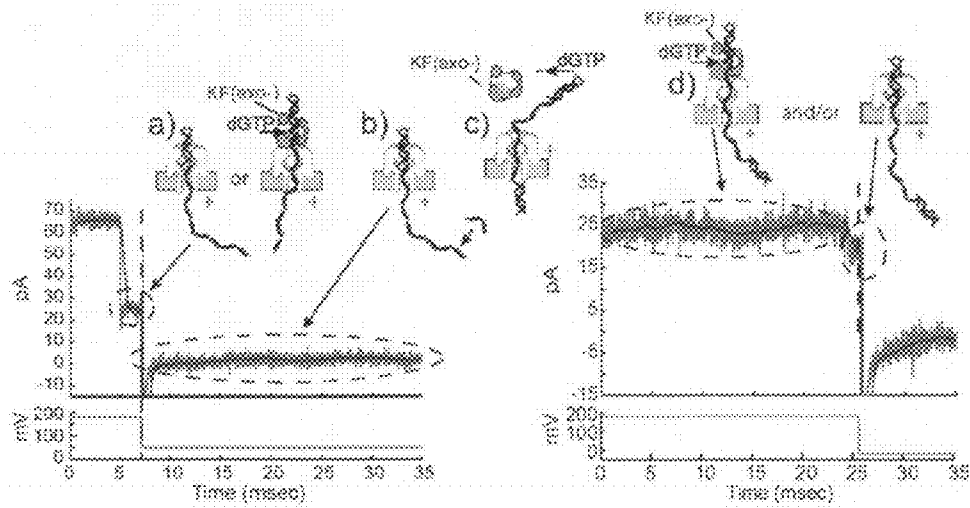 KF(exo-)
dGTP
a)
or
b)
KF(exo-)
dGTP
c)
KF(exo-)
dGTP
d)
and/or
+
+
+
+
70
60
50
40
30
20
10
0
-10
pA
200
100
0
mV
0 5 10 15 20 25 30 35
Time (msec)
35
25
15
5
-5
-15
pA
200
100
0
mV
0 5 10 15 20 25 30 35
Time (msec)